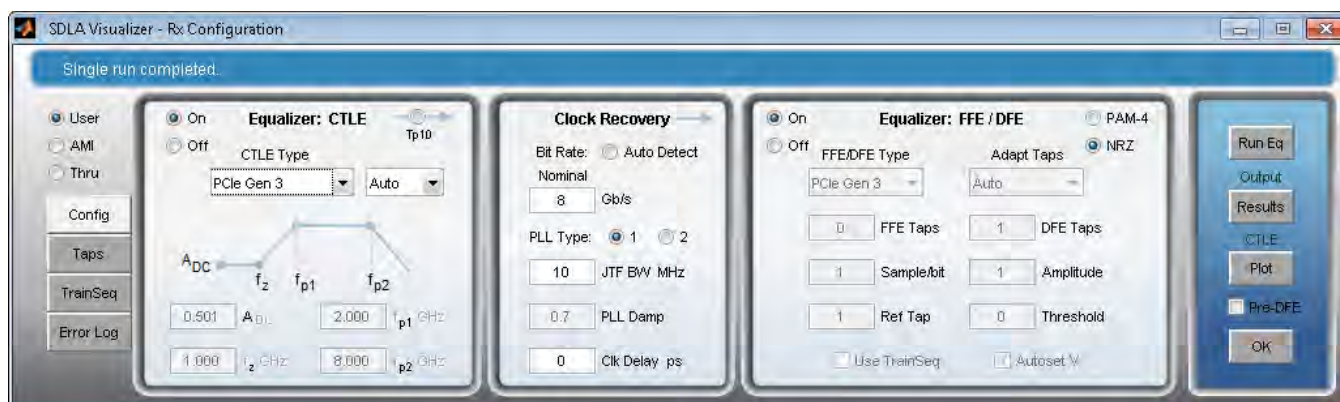 SDLA Visualizer - Rx Configuration
Single run completed.
User
AMI
Thru
Config
Taps
TrainSeq
Error Log
On
Off
Equalizer: CTLE
Tp10
CTLE Type
PCIe Gen 3
Auto
ADC
fz
fp1
fp2
0.501 ADC
2.000 fp1 GHz
1.000 fz GHz
8.000 fp2 GHz
Clock Recovery
Bit Rate: Auto Detect
Nominal
8 Gb/s
PLL Type: 1 2
10 JTF BW MHz
0.7 PLL Damp
0 Clk Delay ps
On
Off
Equalizer: FFE / DFE
PAM-4
NRZ
FFE/DFE Type
Adapt Taps
PCIe Gen 3
Auto
0 FFE Taps
1 DFE Taps
1 Sample/bit
1 Amplitude
1 Ref Tap
0 Threshold
Use TrainSeq
Autoset V
Run Eq
Output
Results
CTLE
Plot
Pre-DFE
OK